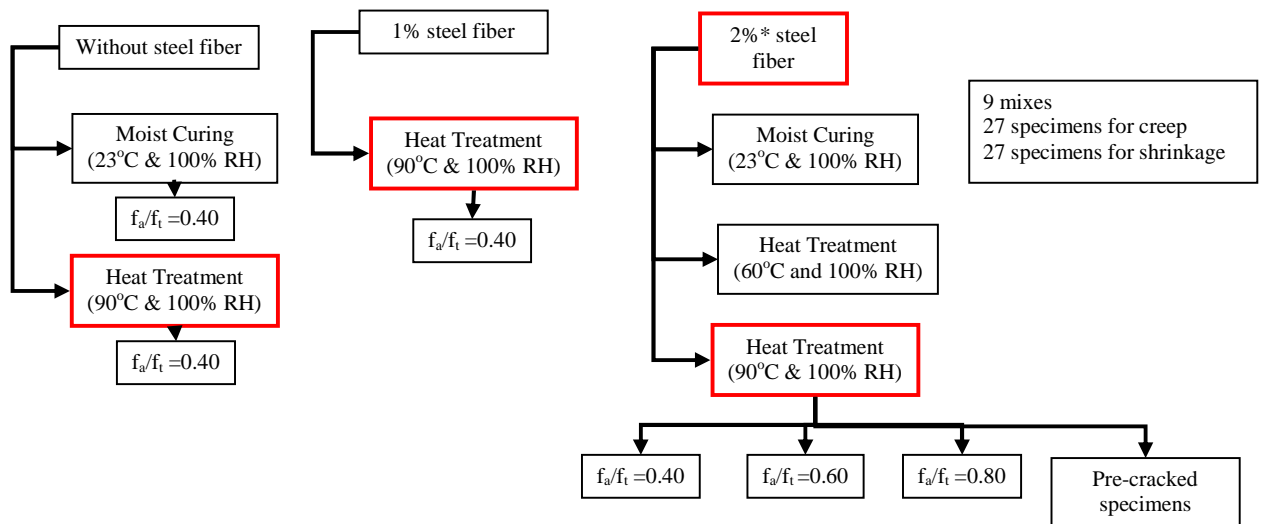 Without steel fiber
Moist Curing
(23°C & 100% RH)
fₐ/fₜ =0.40
Heat Treatment
(90°C & 100% RH)
fₐ/fₜ =0.40
1% steel fiber
Heat Treatment
(90°C & 100% RH)
fₐ/fₜ =0.40
2%* steel
fiber
Moist Curing
(23°C & 100% RH)
Heat Treatment
(60°C and 100% RH)
Heat Treatment
(90°C & 100% RH)
fₐ/fₜ=0.40
fₐ/fₜ=0.60
fₐ/fₜ=0.80
Pre-cracked
specimens
9 mixes
27 specimens for creep
27 specimens for shrinkage